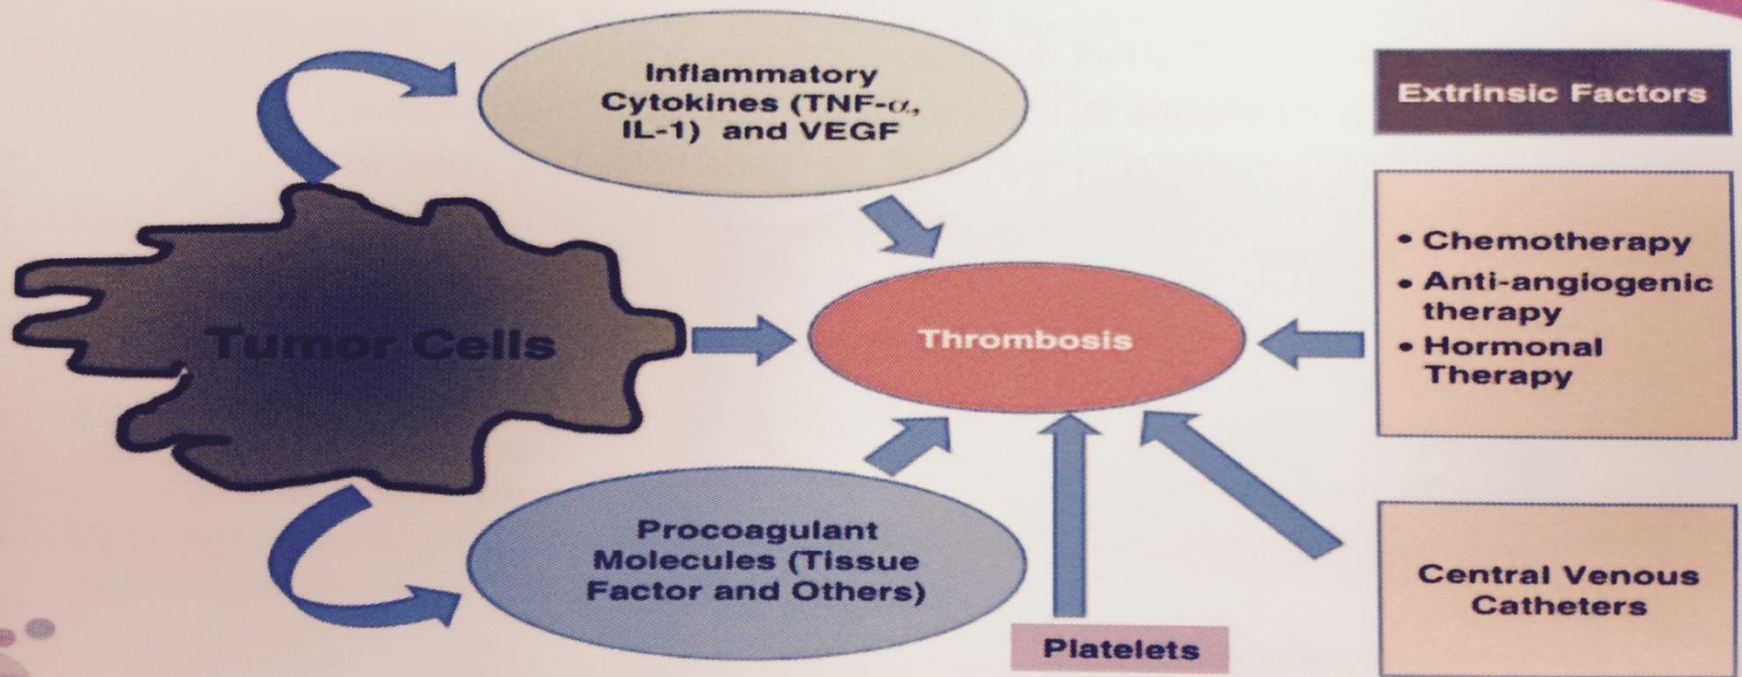 Inflammatory
Cytokines (TNF-α,
IL-1) and VEGF
Extrinsic Factors
• Chemotherapy
• Anti-angiogenic
therapy
• Hormonal
Therapy
Tumor Cells
Thrombosis
Procoagulant
Molecules (Tissue
Factor and Others)
Platelets
Central Venous
Catheters